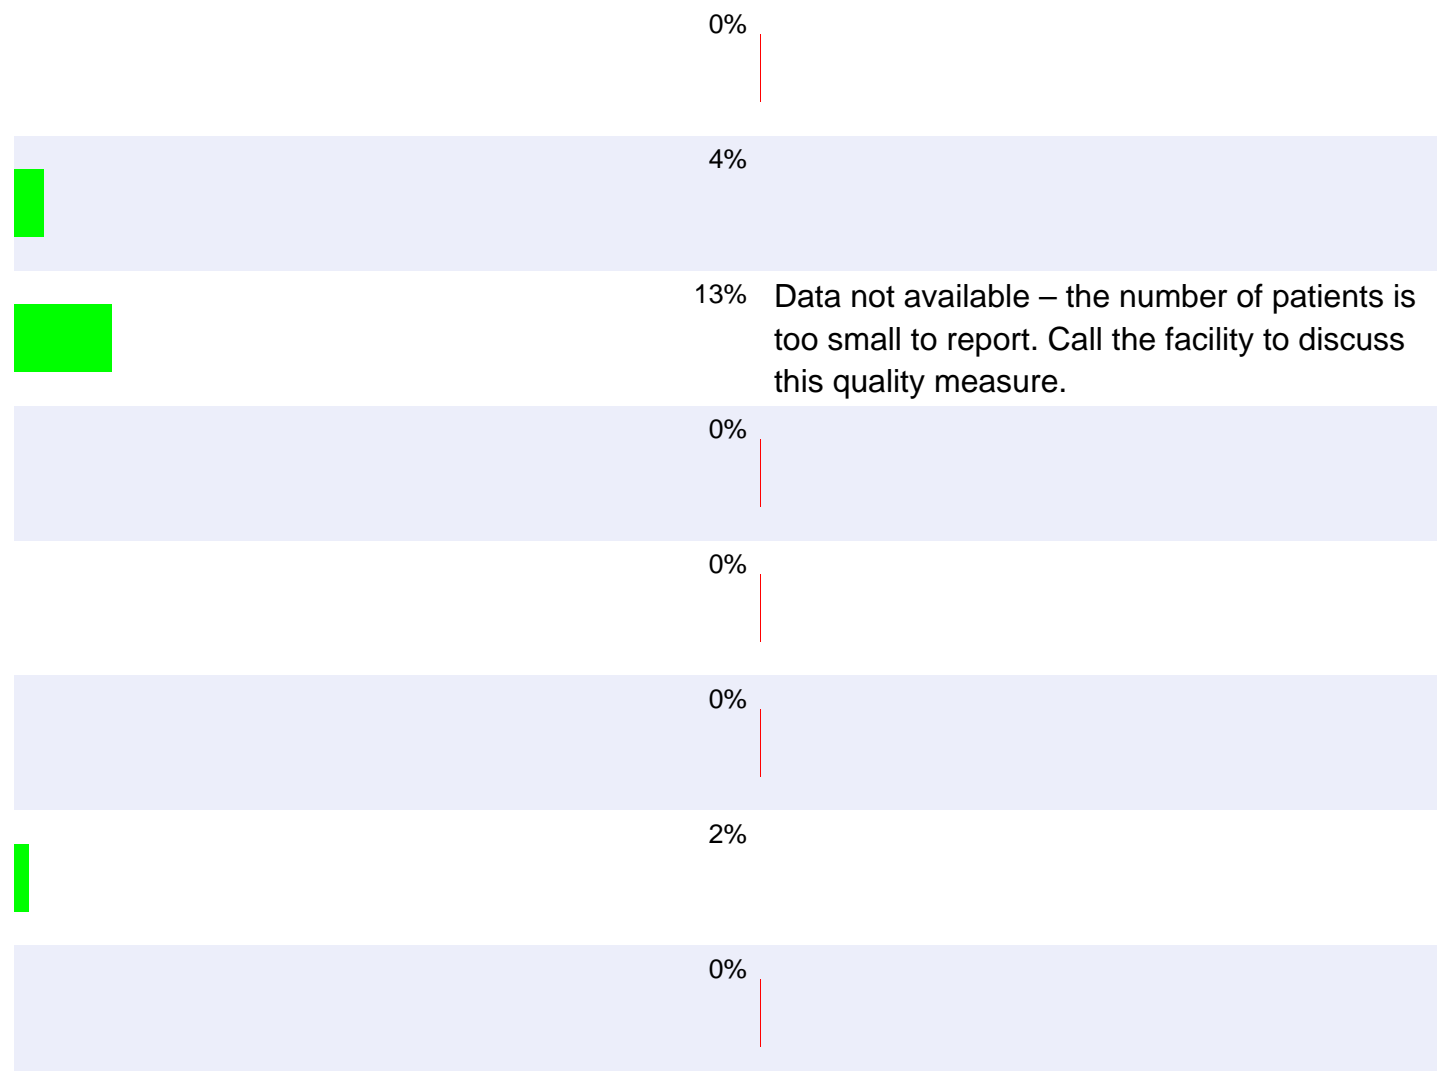 0%
4%
13%
Data not available – the number of patients is
too small to report. Call the facility to discuss
this quality measure.
0%
0%
0%
2%
0%